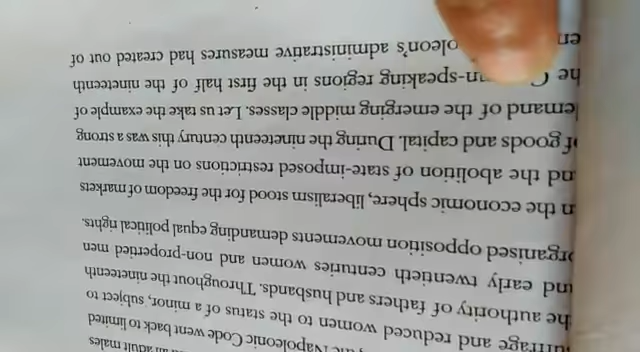 adult males
Napoleonic Code went back to limited
uffrage and reduced women to the status of a minor, subject to
he authority of fathers and husbands. Throughout the nineteenth
nd early twentieth centuries women and non-propertied men
organised opposition movements demanding equal political rights.
n the economic sphere, liberalism stood for the freedom of markets
nd the abolition of state-imposed restrictions on the movement
of goods and capital. During the nineteenth century this was a strong
demand of the emerging middle classes. Let us take the example of
he n-speaking regions in the first half of the nineteenth
oleon's administrative measures had created out of